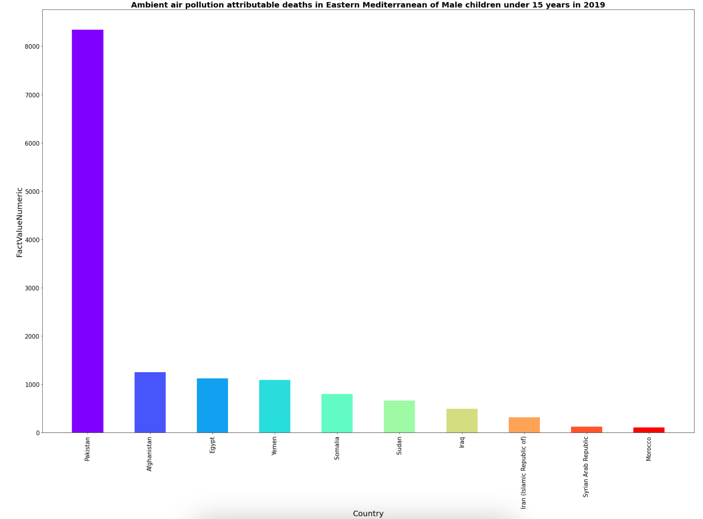 Ambient air pollution attributable deaths in Eastern Mediterranean of Male children under 15 years in 2019
FactValueNumeric
8000
7000
6000
5000
4000
3000
2000
1000
0
Pakistan
Afghanistan
Egypt
Yemen
Somalia
Sudan
Iraq
Iran (Islamic Republic of)
Syrian Arab Republic
Morocco
Country